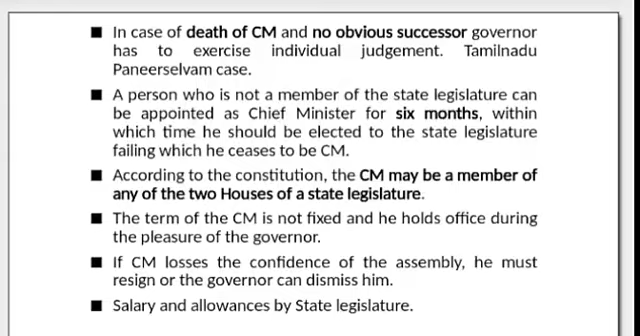 ■ In case of death of CM and no obvious successor governor
has to exercise individual judgement. Tamilnadu
Paneerselvam case.
■ A person who is not a member of the state legislature can
be appointed as Chief Minister for six months, within
which time he should be elected to the state legislature
failing which he ceases to be CM.
■ According to the constitution, the CM may be a member of
any of the two Houses of a state legislature.
■ The term of the CM is not fixed and he holds office during
the pleasure of the governor.
■ If CM losses the confidence of the assembly, he must
resign or the governor can dismiss him.
■ Salary and allowances by State legislature.